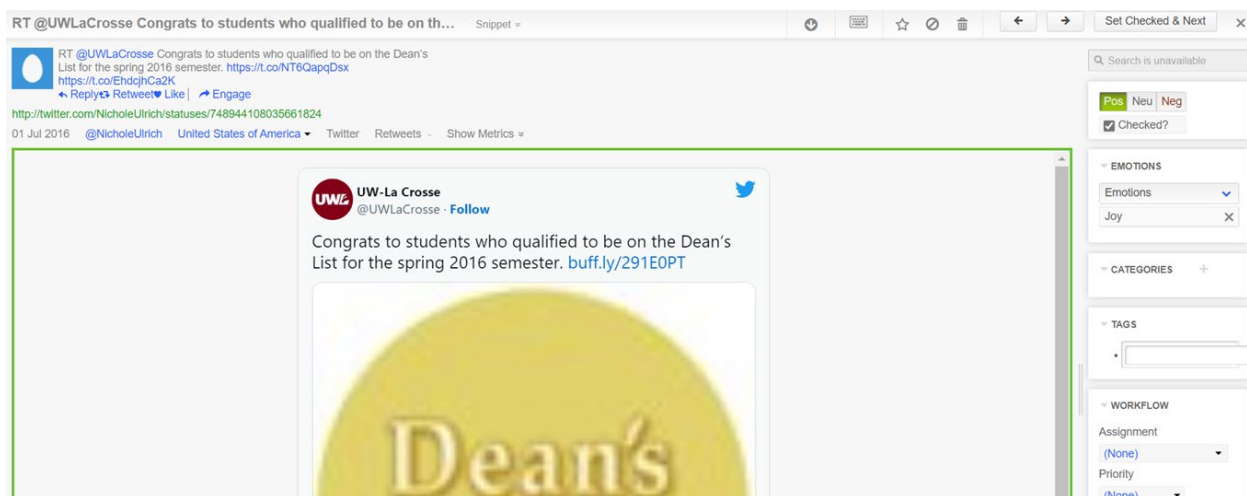 RT @UWLaCrosse Congrats to students who qualified to be on th... Snippet
Set Checked & Next
RT @UWLaCrosse Congrats to students who qualified to be on the Dean's
List for the spring 2016 semester. https://t.co/NT6QapqDsx
https://t.co/EhdcjhCa2K
Reply Retweet Like | Engage
http://twitter.com/NicholeUlrich/statuses/748944108035661824
01 Jul 2016 @NicholeUlrich United States of America Twitter Retweets - Show Metrics
UWL
UW-La Crosse
@UWLaCrosse · Follow
Congrats to students who qualified to be on the Dean's
List for the spring 2016 semester. buff.ly/291E0PT
Dean's
Search is unavailable
Pos Neu Neg
Checked?
EMOTIONS
Emotions
Joy
CATEGORIES
TAGS
WORKFLOW
Assignment
(None)
Priority
(None)